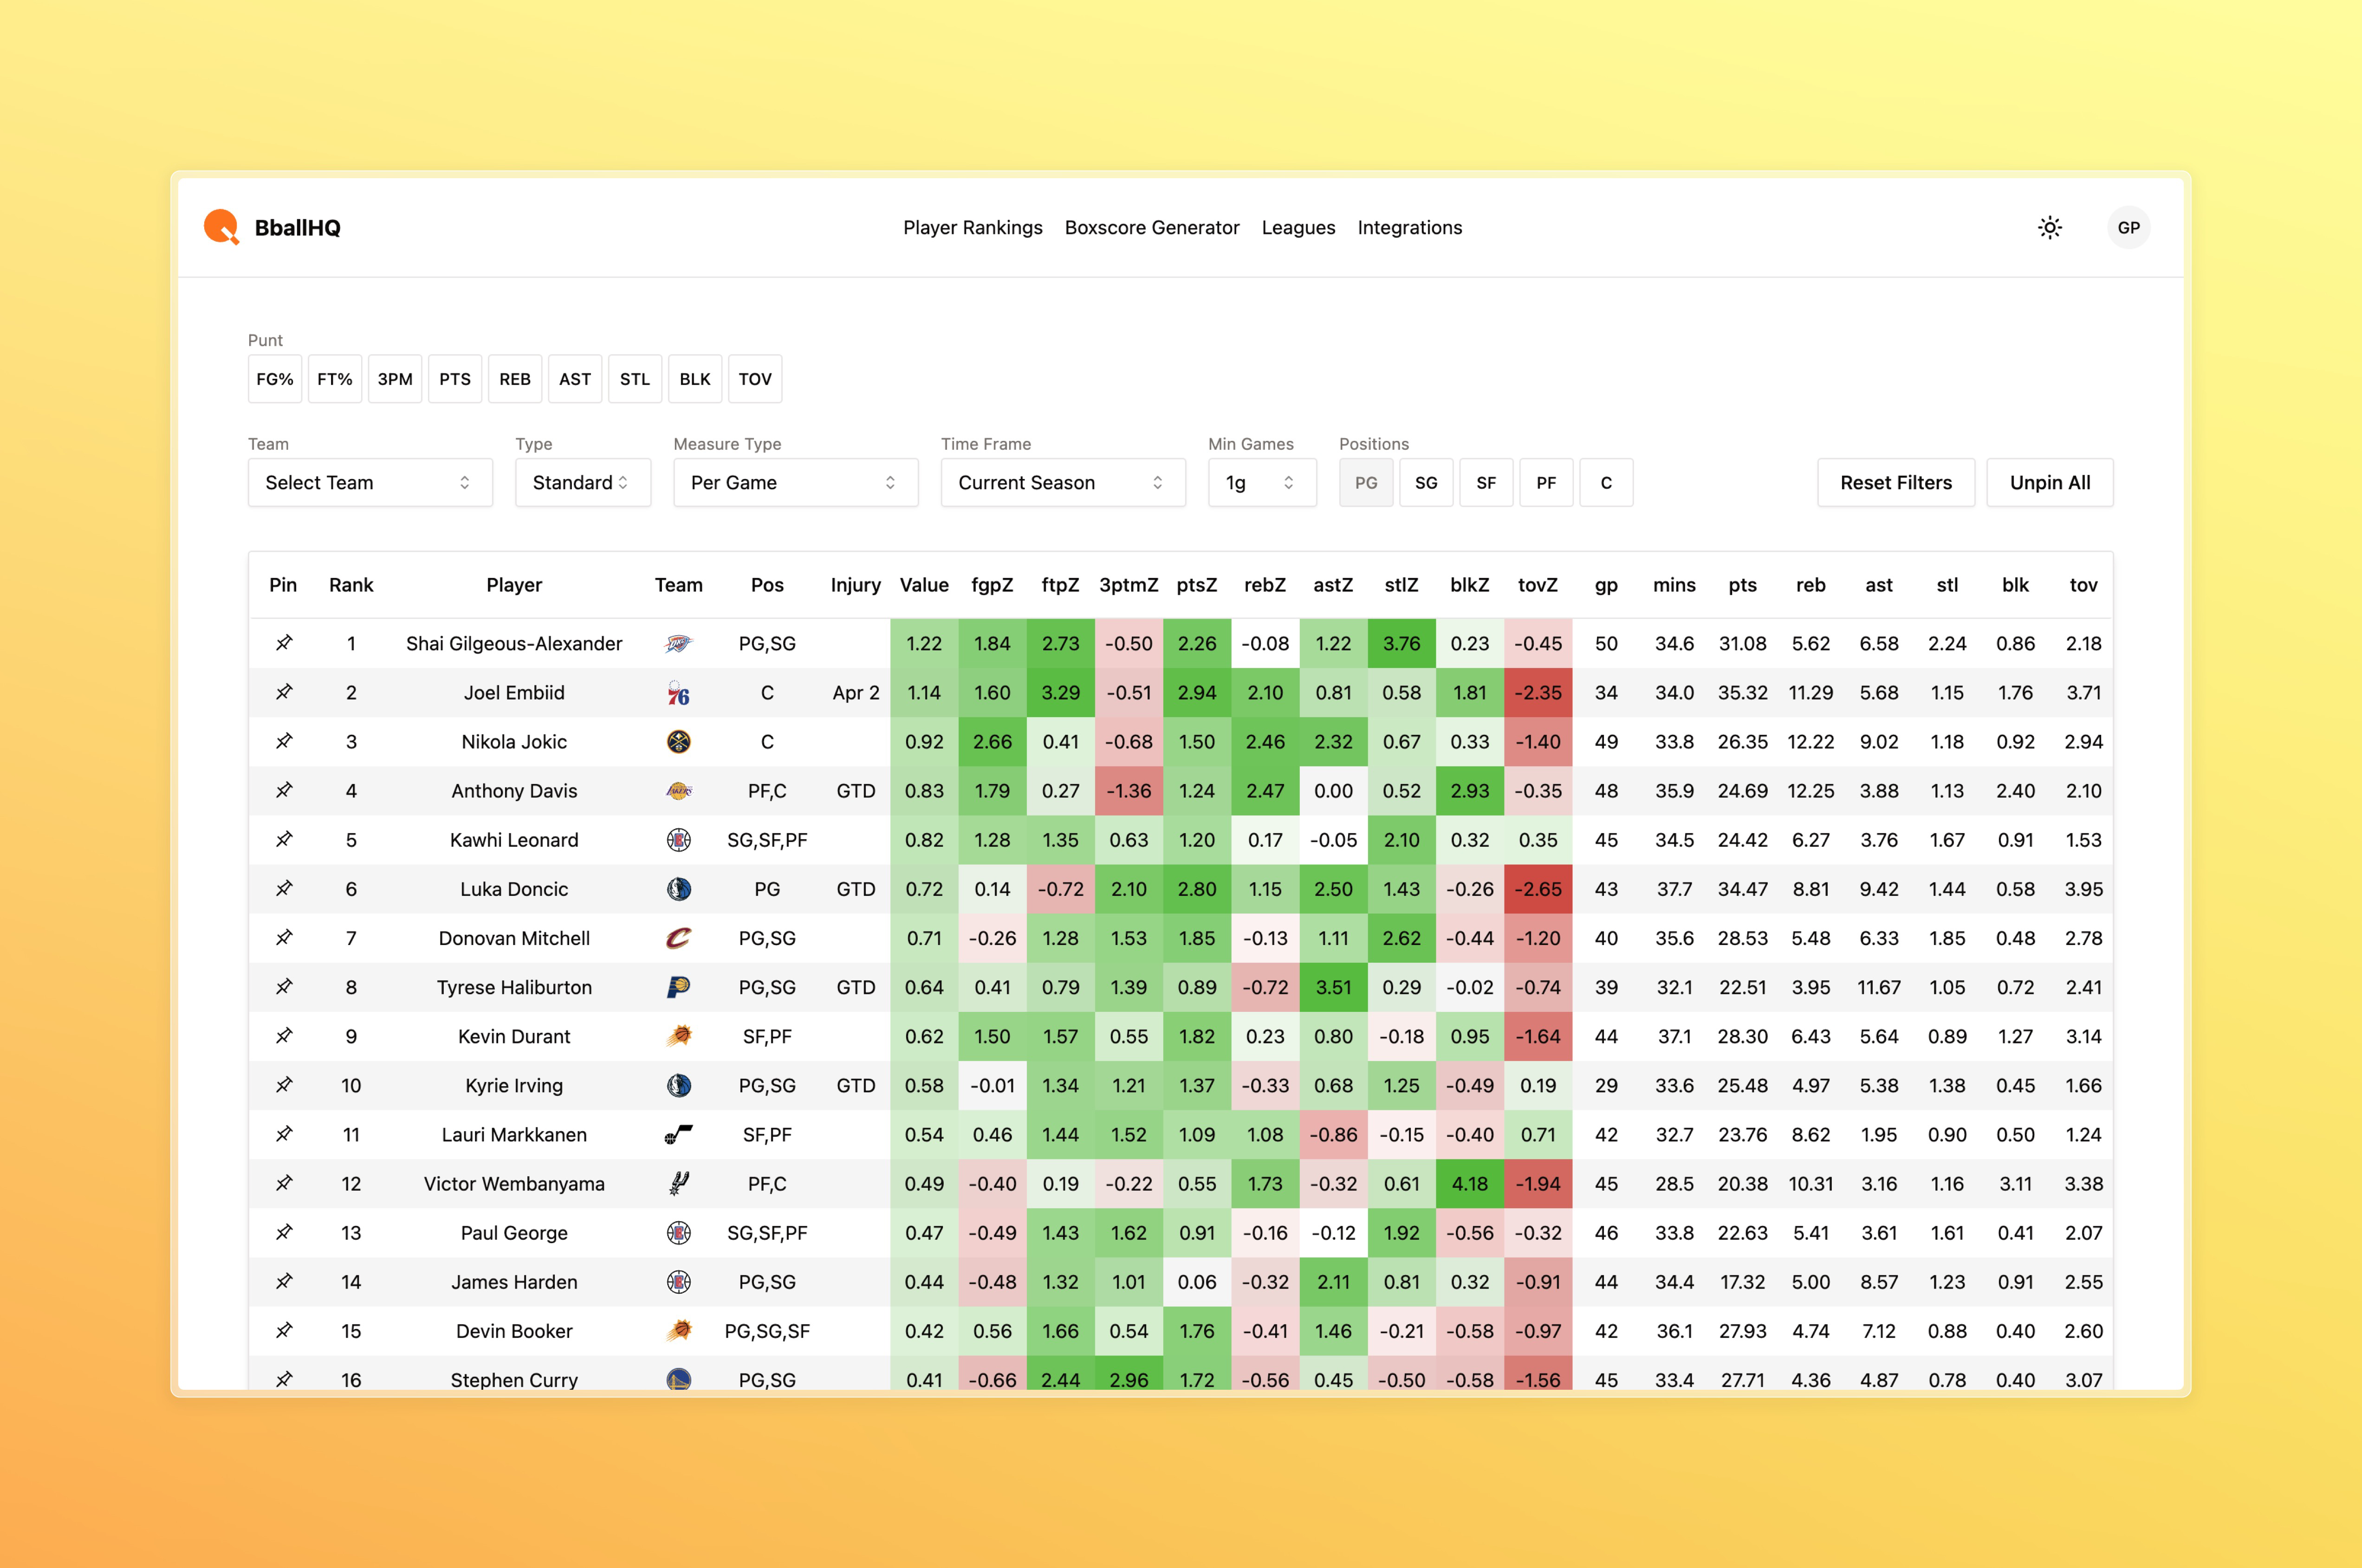 BballHQ
Player Rankings Boxscore Generator Leagues Integrations
GP
Punt
FG% FT% 3PM PTS REB AST STL BLK TOV
Team Type Measure Type Time Frame Min Games Positions
Select Team Standard Per Game Current Season 1g PG SG SF PF C Reset Filters Unpin All
Pin Rank Player Team Pos Injury Value fgpZ ftpZ 3ptmZ ptsZ rebZ astZ stlZ blkZ tovZ gp mins pts reb ast stl blk tov
1 Shai Gilgeous-Alexander PG,SG 1.22 1.84 2.73 -0.50 2.26 -0.08 1.22 3.76 0.23 -0.45 50 34.6 31.08 5.62 6.58 2.24 0.86 2.18
2 Joel Embiid 76 C Apr 2 1.14 1.60 3.29 -0.51 2.94 2.10 0.81 0.58 1.81 -2.35 34 34.0 35.32 11.29 5.68 1.15 1.76 3.71
3 Nikola Jokic C 0.92 2.66 0.41 -0.68 1.50 2.46 2.32 0.67 0.33 -1.40 49 33.8 26.35 12.22 9.02 1.18 0.92 2.94
4 Anthony Davis LAKERS PF,C GTD 0.83 1.79 0.27 -1.36 1.24 2.47 0.00 0.52 2.93 -0.35 48 35.9 24.69 12.25 3.88 1.13 2.40 2.10
5 Kawhi Leonard SG,SF,PF 0.82 1.28 1.35 0.63 1.20 0.17 -0.05 2.10 0.32 0.35 45 34.5 24.42 6.27 3.76 1.67 0.91 1.53
6 Luka Doncic PG GTD 0.72 0.14 -0.72 2.10 2.80 1.15 2.50 1.43 -0.26 -2.65 43 37.7 34.47 8.81 9.42 1.44 0.58 3.95
7 Donovan Mitchell C PG,SG 0.71 -0.26 1.28 1.53 1.85 -0.13 1.11 2.62 -0.44 -1.20 40 35.6 28.53 5.48 6.33 1.85 0.48 2.78
8 Tyrese Haliburton PG,SG GTD 0.64 0.41 0.79 1.39 0.89 -0.72 3.51 0.29 -0.02 -0.74 39 32.1 22.51 3.95 11.67 1.05 0.72 2.41
9 Kevin Durant SF,PF 0.62 1.50 1.57 0.55 1.82 0.23 0.80 -0.18 0.95 -1.64 44 37.1 28.30 6.43 5.64 0.89 1.27 3.14
10 Kyrie Irving PG,SG GTD 0.58 -0.01 1.34 1.21 1.37 -0.33 0.68 1.25 -0.49 0.19 29 33.6 25.48 4.97 5.38 1.38 0.45 1.66
11 Lauri Markkanen SF,PF 0.54 0.46 1.44 1.52 1.09 1.08 -0.86 -0.15 -0.40 0.71 42 32.7 23.76 8.62 1.95 0.90 0.50 1.24
12 Victor Wembanyama PF,C 0.49 -0.40 0.19 -0.22 0.55 1.73 -0.32 0.61 4.18 -1.94 45 28.5 20.38 10.31 3.16 1.16 3.11 3.38
13 Paul George SG,SF,PF 0.47 -0.49 1.43 1.62 0.91 -0.16 -0.12 1.92 -0.56 -0.32 46 33.8 22.63 5.41 3.61 1.61 0.41 2.07
14 James Harden PG,SG 0.44 -0.48 1.32 1.01 0.06 -0.32 2.11 0.81 0.32 -0.91 44 34.4 17.32 5.00 8.57 1.23 0.91 2.55
15 Devin Booker PG,SG,SF 0.42 0.56 1.66 0.54 1.76 -0.41 1.46 -0.21 -0.58 -0.97 42 36.1 27.93 4.74 7.12 0.88 0.40 2.60
16 Stephen Curry PG,SG 0.41 -0.66 2.44 2.96 1.72 -0.56 0.45 -0.50 -0.58 -1.56 45 33.4 27.71 4.36 4.87 0.78 0.40 3.07